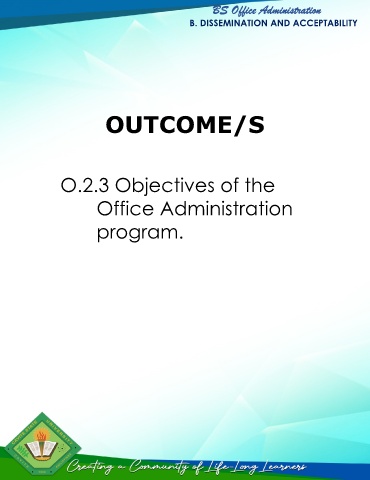 BS Office Administration
B. DISSEMINATION AND ACCEPTABILITY
OUTCOME/S
O.2.3 Objectives of the
Office Administration
program.
Creating a Community of Life Long Learners